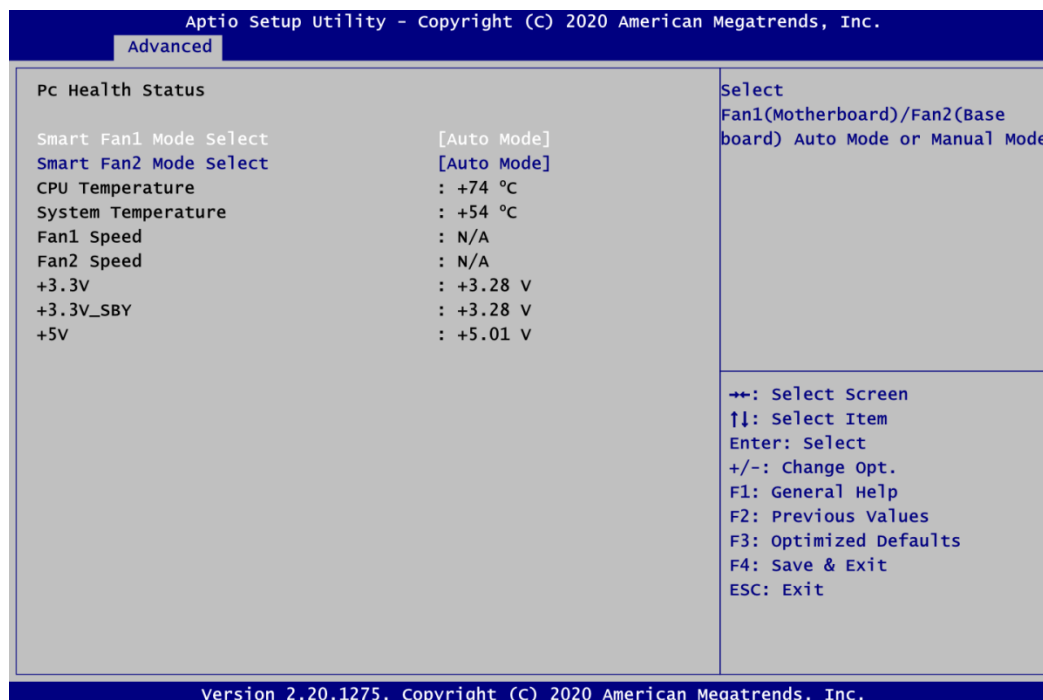 Aptio Setup Utility - Copyright (C) 2020 American Megatrends, Inc.
Advanced
Pc Health Status
Smart Fan1 Mode Select [Auto Mode]
Smart Fan2 Mode Select [Auto Mode]
CPU Temperature : +74 ºC
System Temperature : +54 ºC
Fan1 Speed : N/A
Fan2 Speed : N/A
+3.3V : +3.28 V
+3.3V_SBY : +3.28 V
+5V : +5.01 V
Select
Fan1(Motherboard)/Fan2(Base
board) Auto Mode or Manual Mode
→←: Select Screen
↑↓: Select Item
Enter: Select
+/-: Change Opt.
F1: General Help
F2: Previous Values
F3: Optimized Defaults
F4: Save & Exit
ESC: Exit
Version 2.20.1275. Copyright (C) 2020 American Megatrends, Inc.